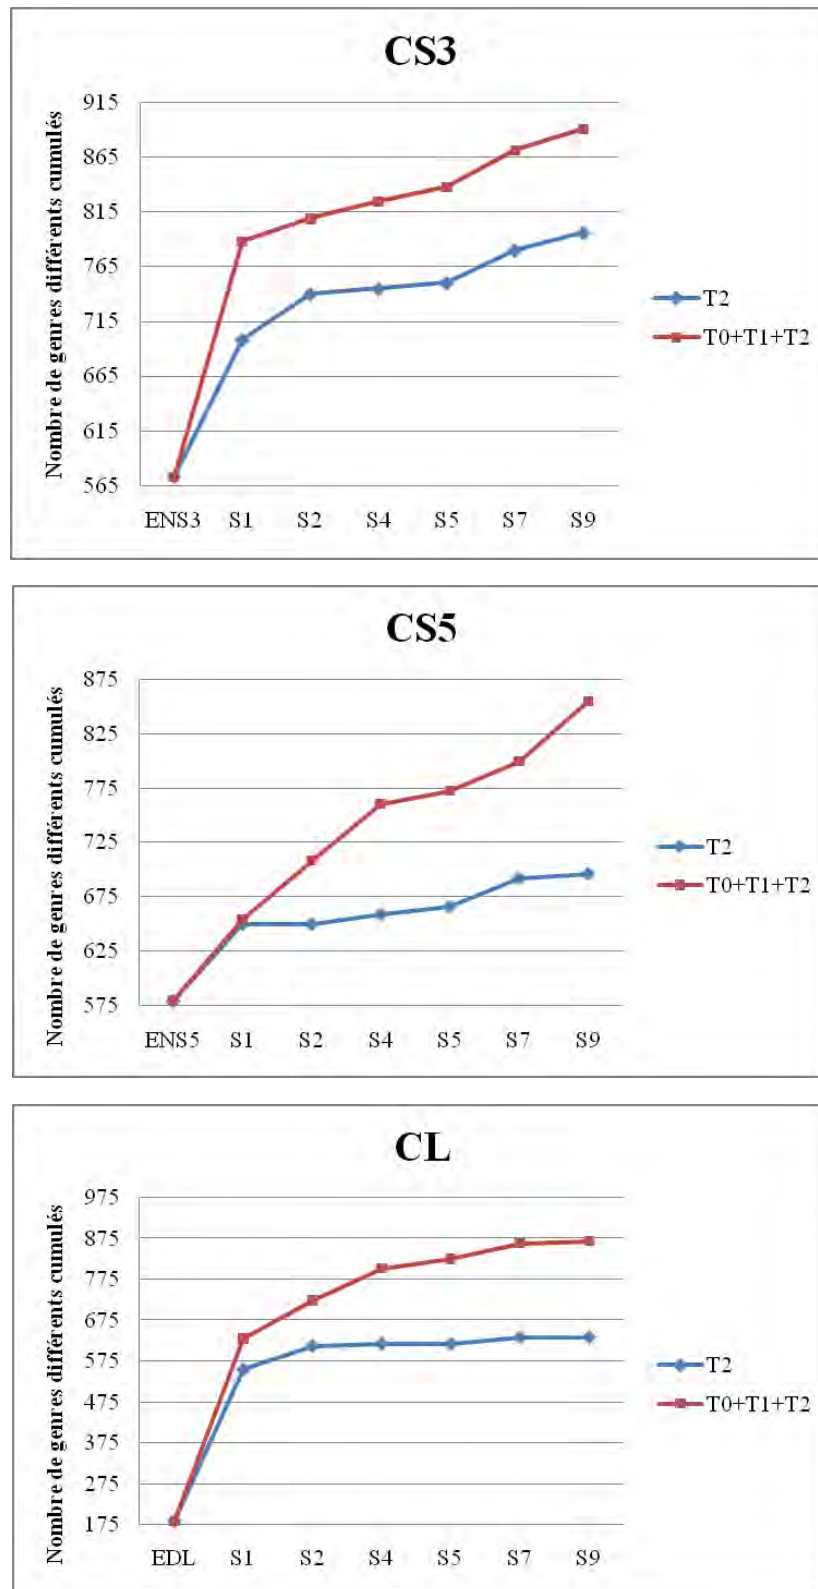 CS3
Nombre de genres différents cumulés
915
865
815
765
715
665
615
565
ENS3 S1 S2 S4 S5 S7 S9
T2
T0+T1+T2
CS5
Nombre de genres différents cumulés
875
825
775
725
675
625
575
ENS5 S1 S2 S4 S5 S7 S9
T2
T0+T1+T2
CL
Nombre de genres différents cumulés
975
875
775
675
575
475
375
275
175
EDL S1 S2 S4 S5 S7 S9
T2
T0+T1+T2